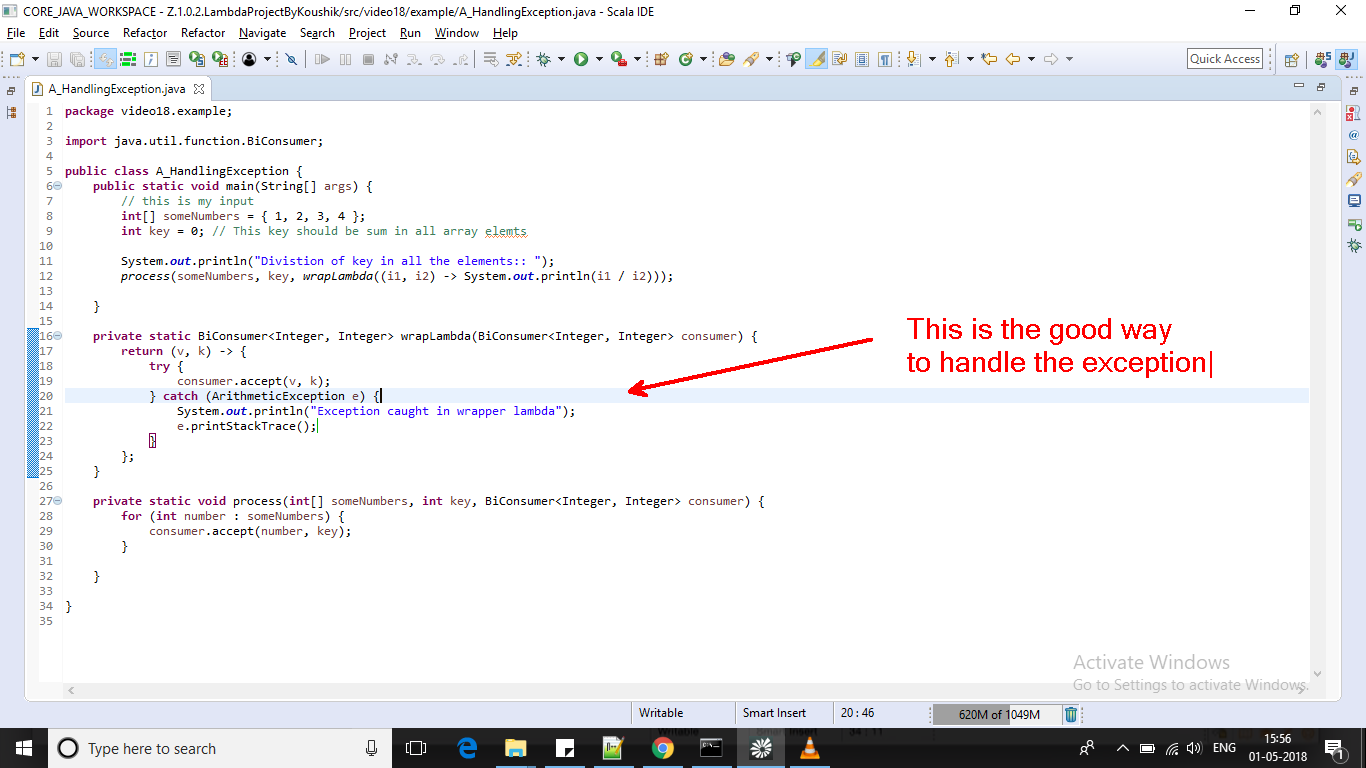 CORE_JAVA_WORKSPACE - Z.1.0.2.LambdaProjectByKoushik/src/video18/example/A_HandlingException.java - Scala IDE
File Edit Source Refactor Refactor Navigate Search Project Run Window Help
Quick Access
A_HandlingException.java
1 package video18.example;
2
3 import java.util.function.BiConsumer;
4
5 public class A_HandlingException {
6 public static void main(String[] args) {
7 // this is my input
8 int[] someNumbers = { 1, 2, 3, 4 };
9 int key = 0; // This key should be sum in all array elemts
10
11 System.out.println("Divistion of key in all the elements:: ");
12 process(someNumbers, key, wrapLambda((i1, i2) -> System.out.println(i1 / i2)));
13
14 }
15
16 private static BiConsumer<Integer, Integer> wrapLambda(BiConsumer<Integer, Integer> consumer) {
17 return (v, k) -> {
18 try {
19 consumer.accept(v, k);
20 } catch (ArithmeticException e) {
21 System.out.println("Exception caught in wrapper lambda");
22 e.printStackTrace();
23 }
24 };
25 }
26
27 private static void process(int[] someNumbers, int key, BiConsumer<Integer, Integer> consumer) {
28 for (int number : someNumbers) {
29 consumer.accept(number, key);
30 }
31
32 }
33
34 }
35
This is the good way
to handle the exception
Activate Windows
Go to Settings to activate Windows.
Writable Smart Insert 20 : 46 620M of 1049M
Type here to search
ENG 15:56
01-05-2018
1